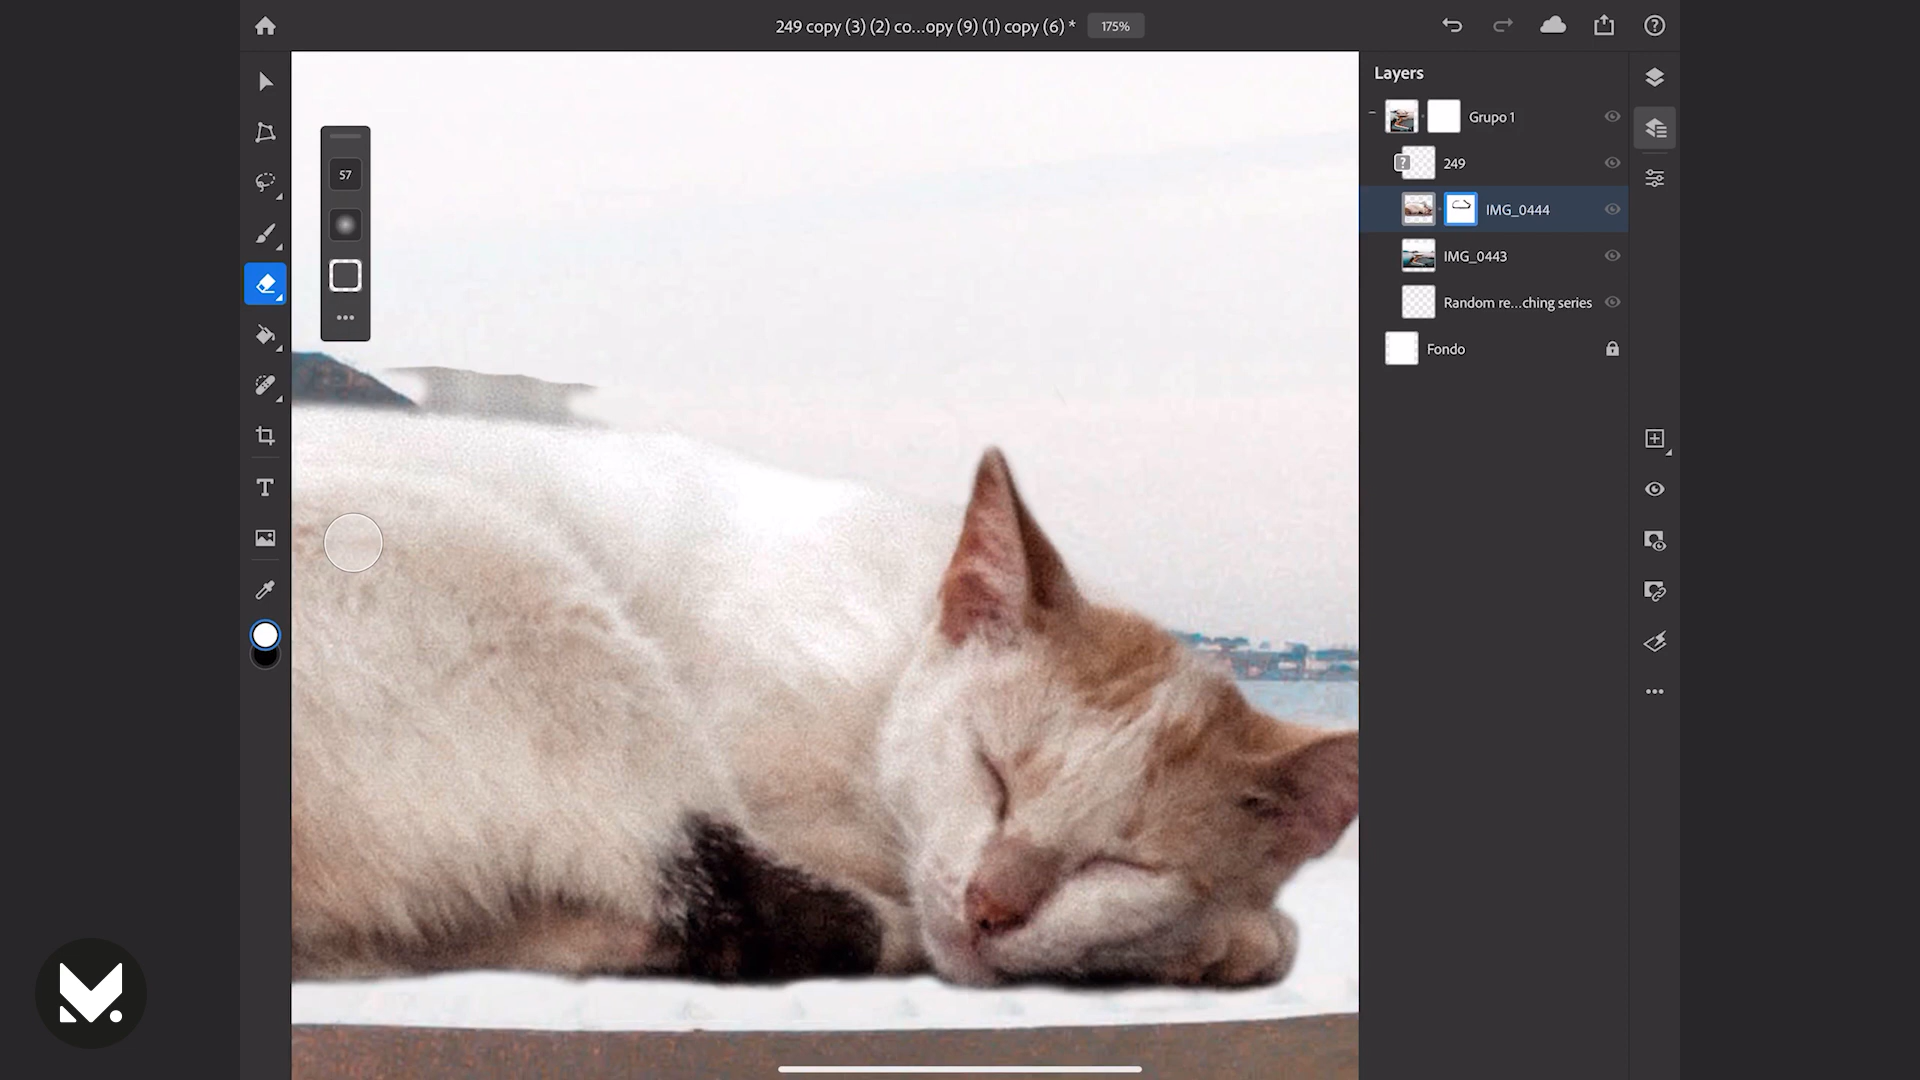 249 copy (3) (2) co...opy (9) (1) copy (6) *
175%
Layers
57
Grupo 1
249
IMG_0444
IMG_0443
Random re...ching series
Fondo
T
?
?
M.